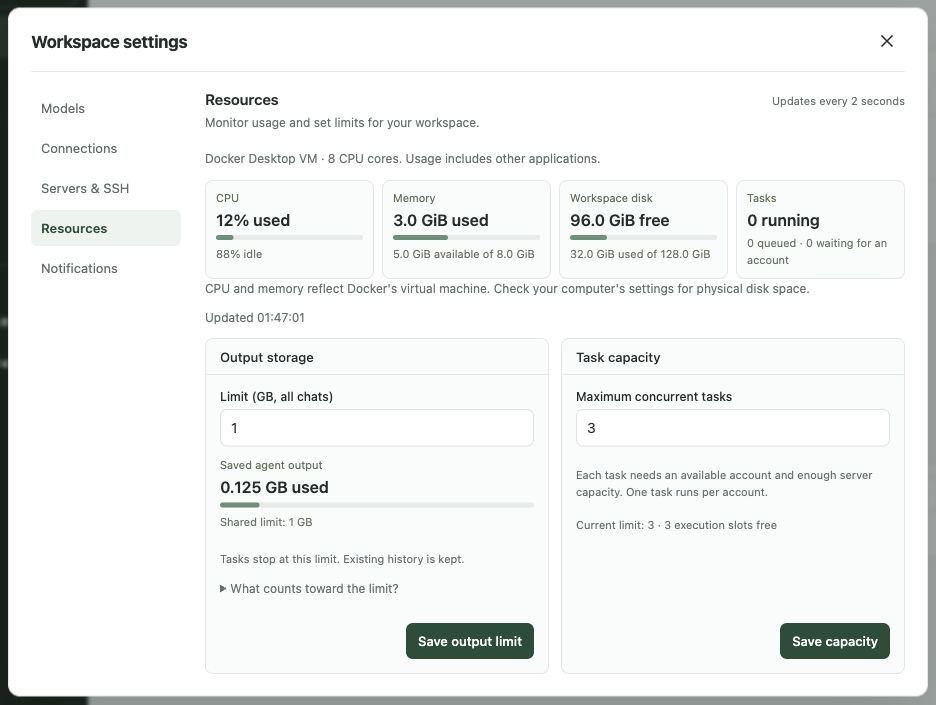 Workspace settings
Models
Connections
Servers & SSH
Resources
Notifications
Resources
Updates every 2 seconds
Monitor usage and set limits for your workspace.
Docker Desktop VM · 8 CPU cores. Usage includes other applications.
CPU
12% used
88% idle
Memory
3.0 GiB used
5.0 GiB available of 8.0 GiB
Workspace disk
96.0 GiB free
32.0 GiB used of 128.0 GiB
Tasks
0 running
0 queued · 0 waiting for an
account
CPU and memory reflect Docker's virtual machine. Check your computer's settings for physical disk space.
Updated 01:47:01
Output storage
Limit (GB, all chats)
1
Saved agent output
0.125 GB used
Shared limit: 1 GB
Tasks stop at this limit. Existing history is kept.
What counts toward the limit?
Save output limit
Task capacity
Maximum concurrent tasks
3
Each task needs an available account and enough server
capacity. One task runs per account.
Current limit: 3 · 3 execution slots free
Save capacity